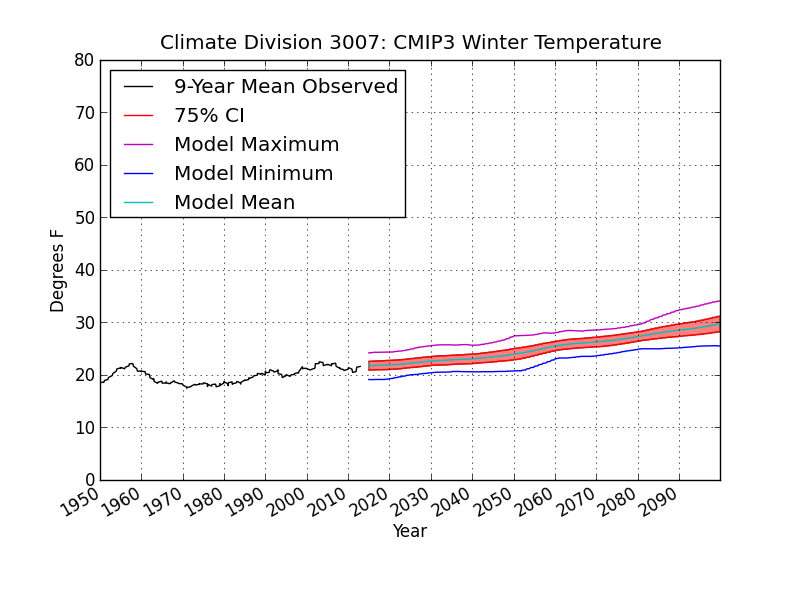 Climate Division 3007: CMIP3 Winter Temperature
80
70
60
50
40
30
20
10
0
Degrees F
9-Year Mean Observed
75% CI
Model Maximum
Model Minimum
Model Mean
1950 1960 1970 1980 1990 2000 2010 2020 2030 2040 2050 2060 2070 2080 2090
Year